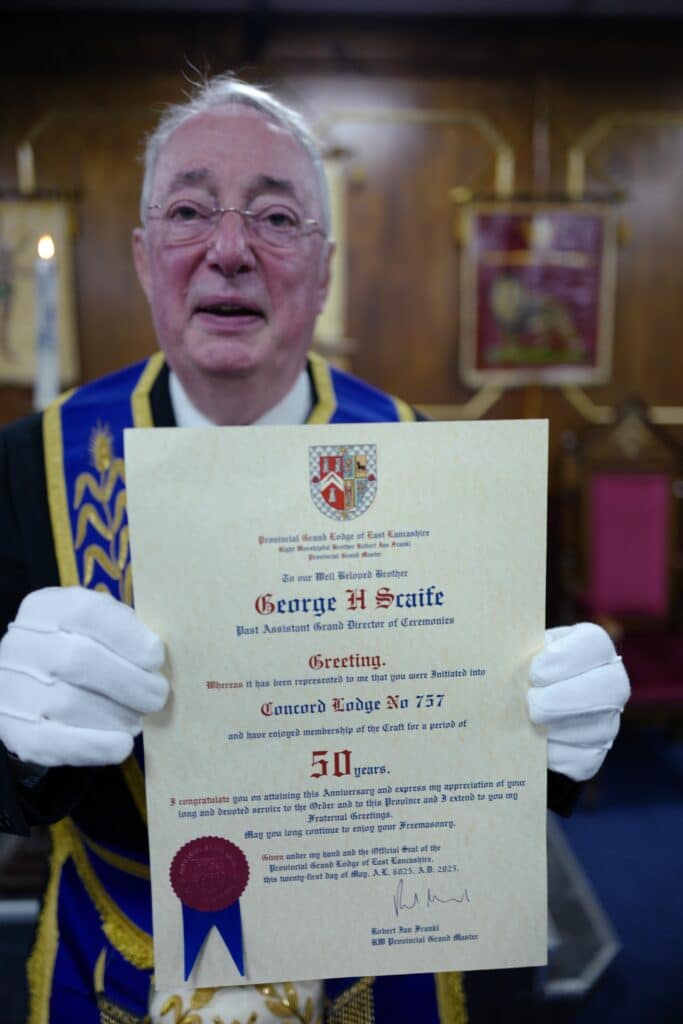 Provincial Grand Lodge of East Lancashire
Right Worshipful Brother Robert Ian Frankl
Provincial Grand Master
To our Well Beloved Brother
George H Scaife
Past Assistant Grand Director of Ceremonies
Greeting.
Whereas it has been represented to me that you were Initiated into
Concord Lodge No 757
and have enjoyed membership of the Craft for a period of
50 years.
I congratulate you on attaining this Anniversary and express my appreciation of your
long and devoted service to the Order and to this Province and I extend to you my
Fraternal Greetings.
May you long continue to enjoy your Freemasonry.
Given under my hand and the Official Seal of the
Provincial Grand Lodge of East Lancashire,
this twenty-first day of May. A.L. 6025. A.D. 2025.
Robert Ian Frankl
RW Provincial Grand Master